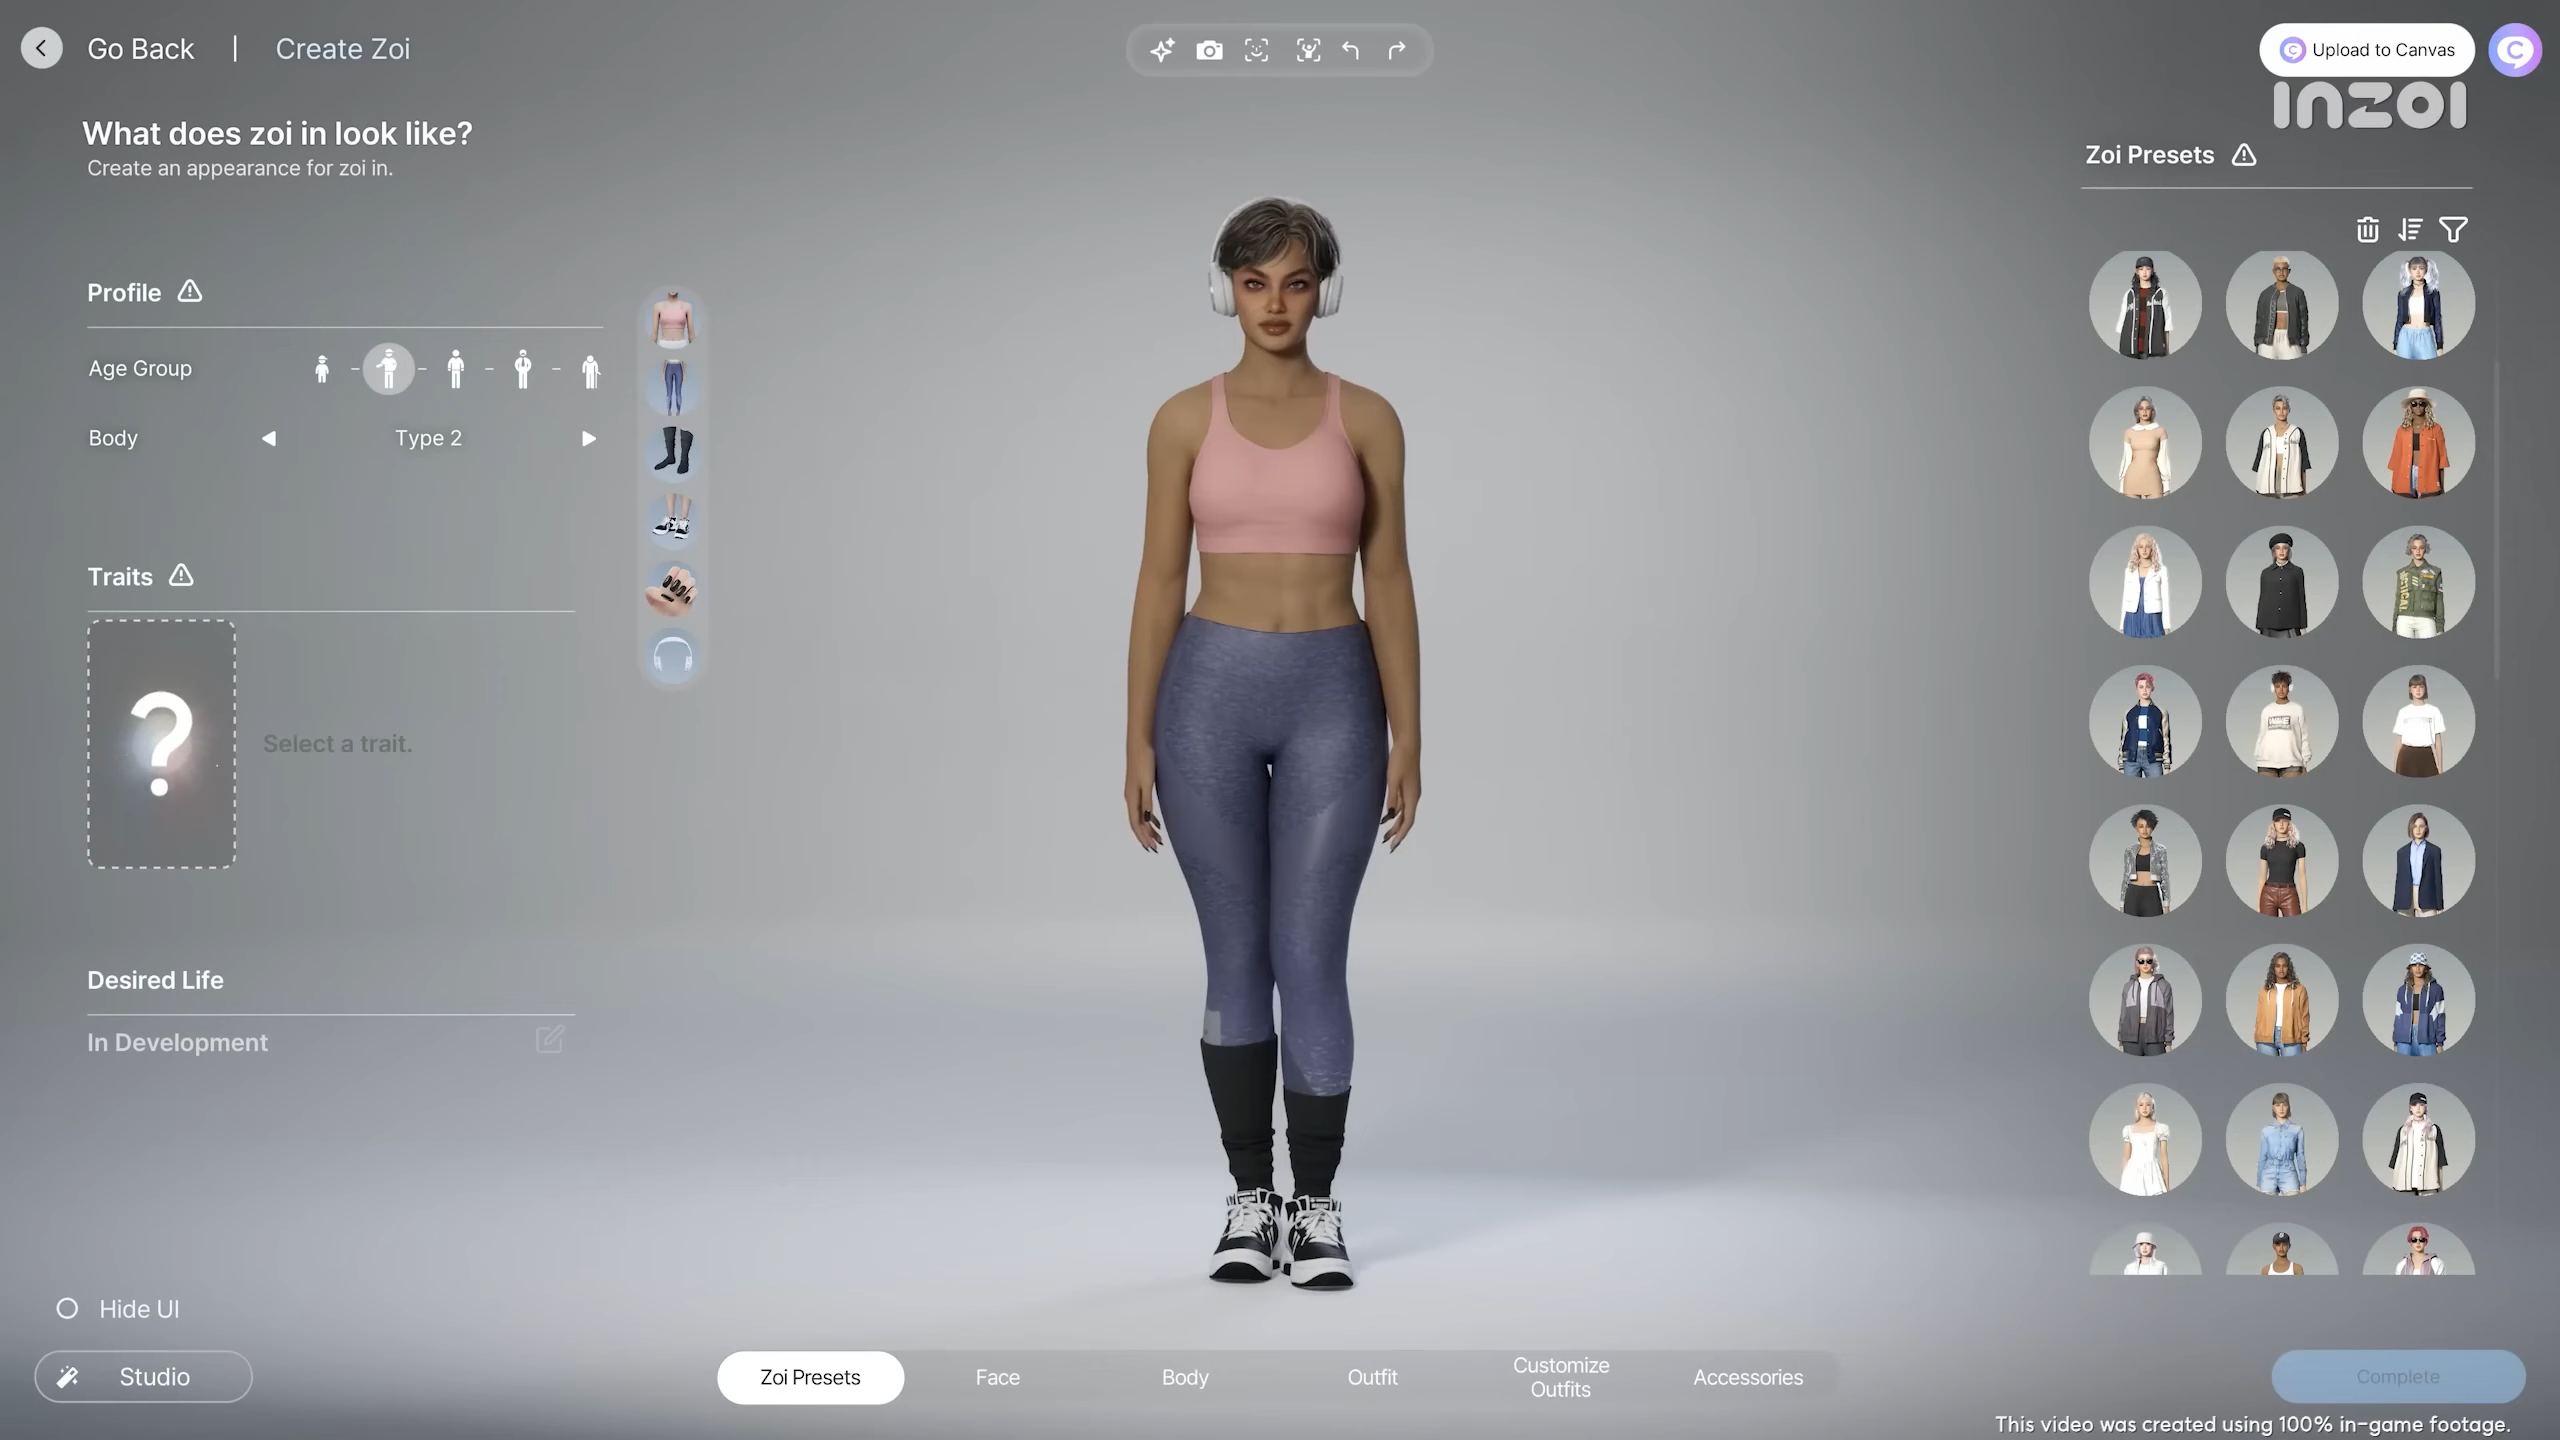 Go Back | Create Zoi
Upload to Canvas
inZOI
What does zoi in look like?
Create an appearance for zoi in.
Zoi Presets
Profile
Age Group
Body
Type 2
Traits
?
Select a trait.
Desired Life
In Development
Hide UI
Studio
Zoi Presets
Face
Body
Outfit
Customize
Outfits
Accessories
Complete
This video was created using 100% in-game footage.